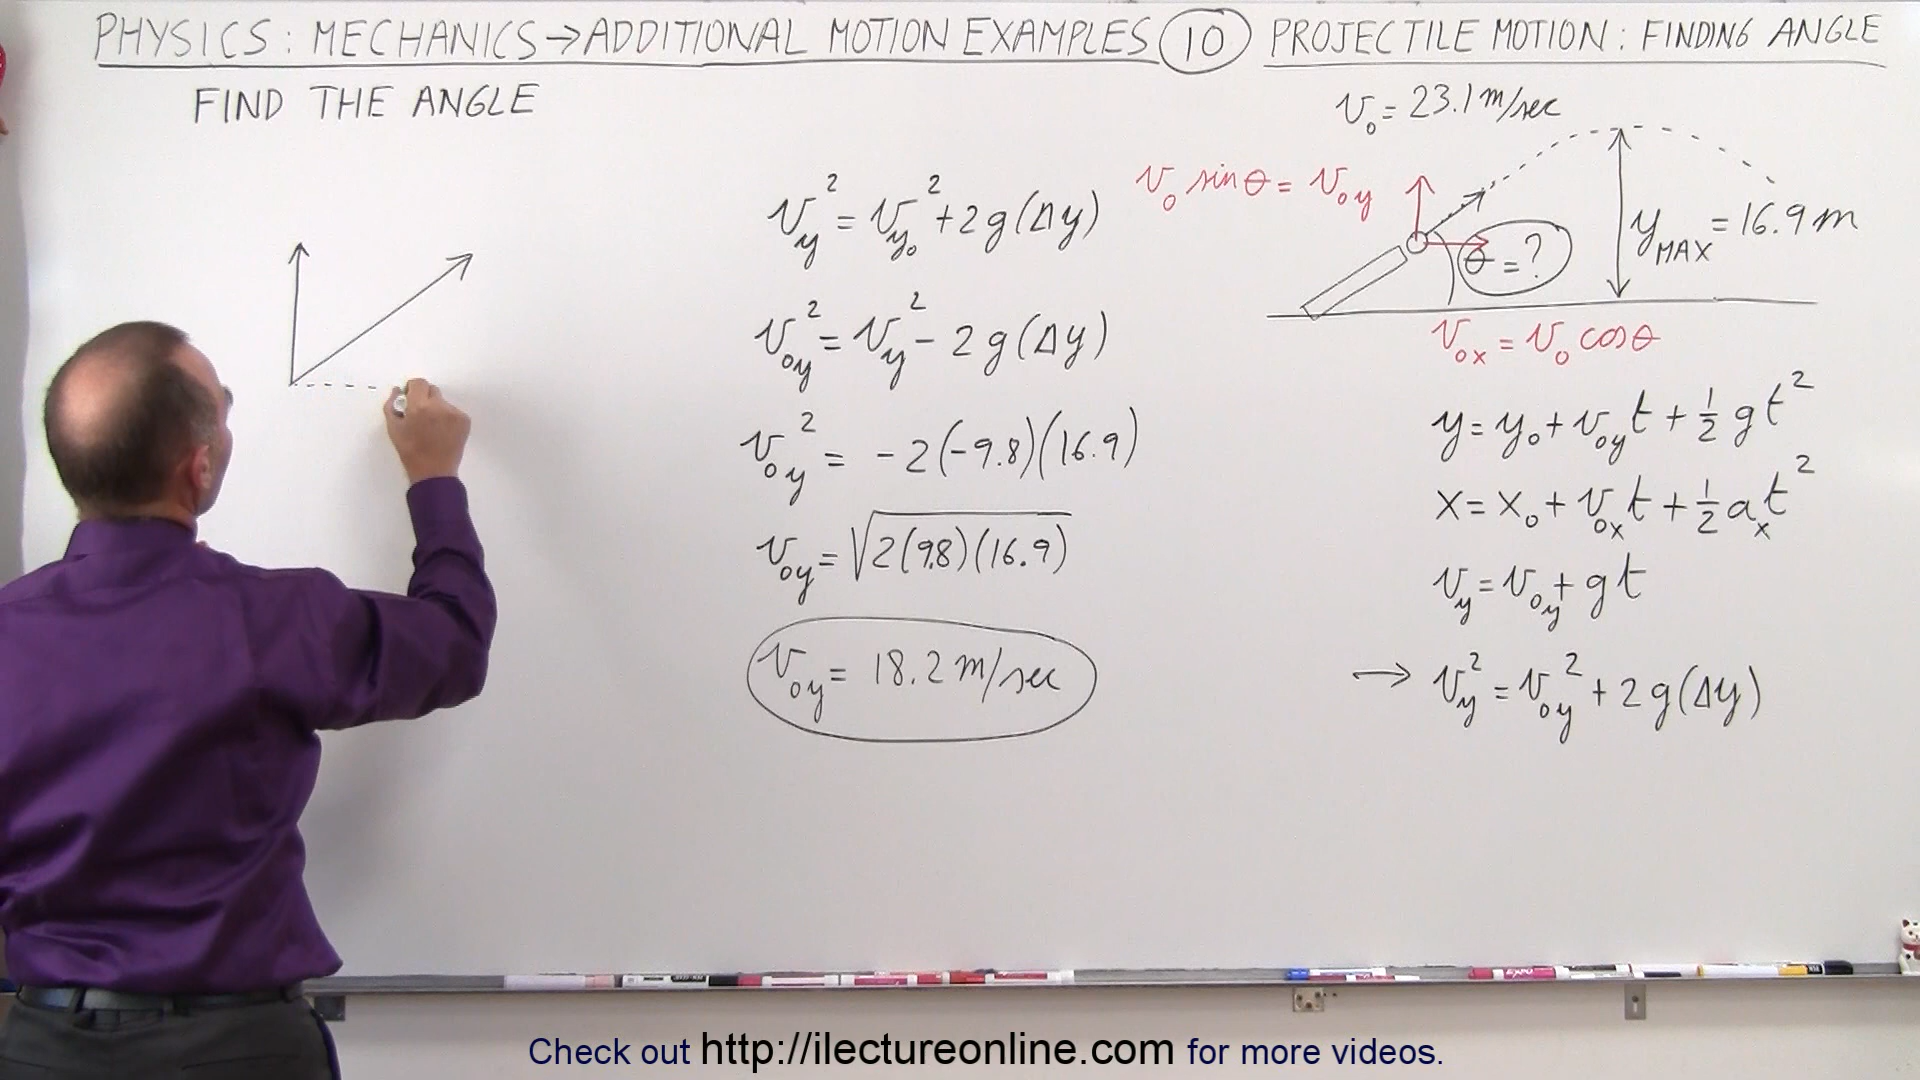 PHYSICS: MECHANICS→ADDITIONAL MOTION EXAMPLES 10 PROJECTILE MOTION: FINDING ANGLE
FIND THE ANGLE
v₀ = 23.1 m/sec
v₀ sinθ = v₀y
θ = ?
yMAX = 16.9 m
v₀x = v₀ cosθ
vy² = vy₀² + 2g(Δy)
v₀y² = vy² - 2g(Δy)
v₀y² = -2(-9.8)(16.9)
v₀y = √2(9.8)(16.9)
v₀y = 18.2 m/sec
y = y₀ + v₀y t + ½ g t²
x = x₀ + v₀x t + ½ aₓ t²
vy = v₀y + g t
→ vy² = v₀y² + 2g(Δy)
EXPO
Check out http://ilectureonline.com for more videos.